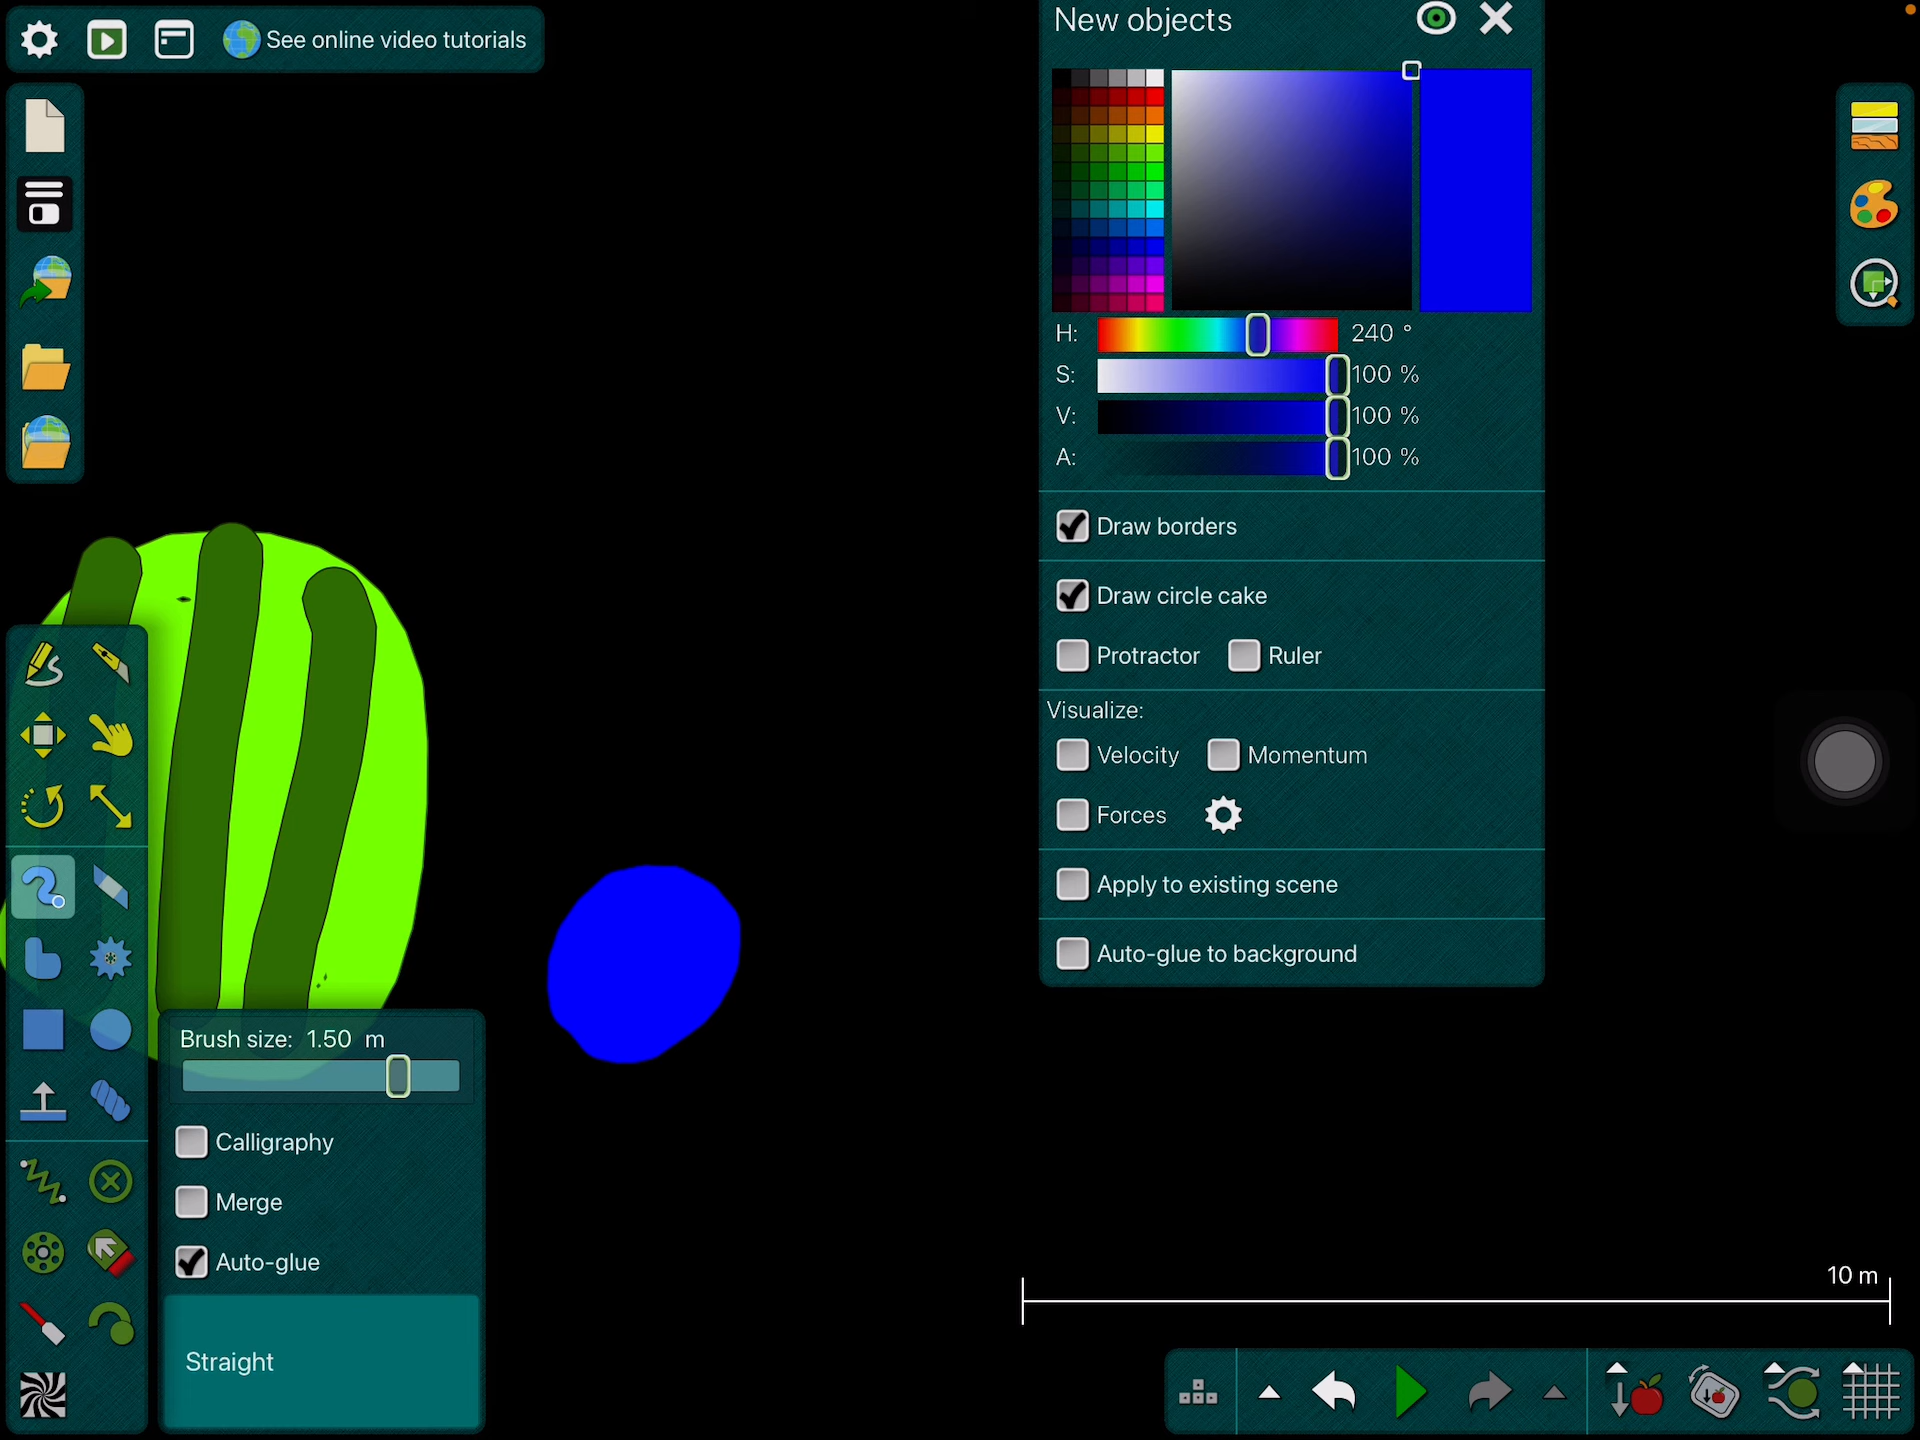 See online video tutorials
New objects
H: 240 °
S: 100 %
V: 100 %
A: 100 %
Draw borders
Draw circle cake
Protractor Ruler
Visualize:
Velocity Momentum
Forces
Apply to existing scene
Auto-glue to background
Brush size: 1.50 m
Calligraphy
Merge
Auto-glue
Straight
10 m